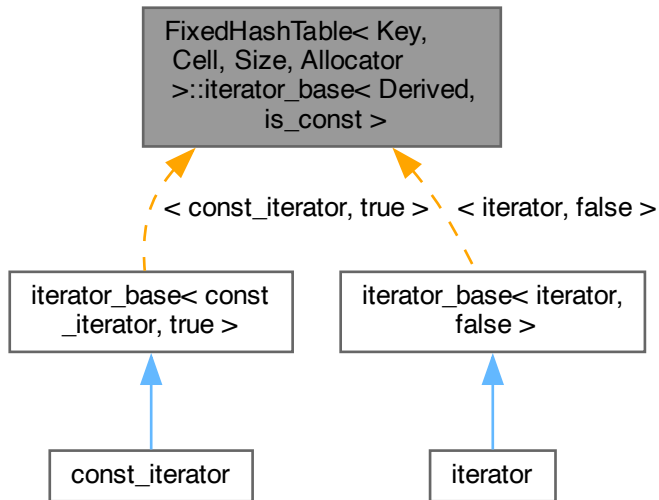 FixedHashTable< Key,
Cell, Size, Allocator
>::iterator_base< Derived,
is_const >
< const_iterator, true >
< iterator, false >
iterator_base< const
_iterator, true >
iterator_base< iterator,
false >
const_iterator
iterator